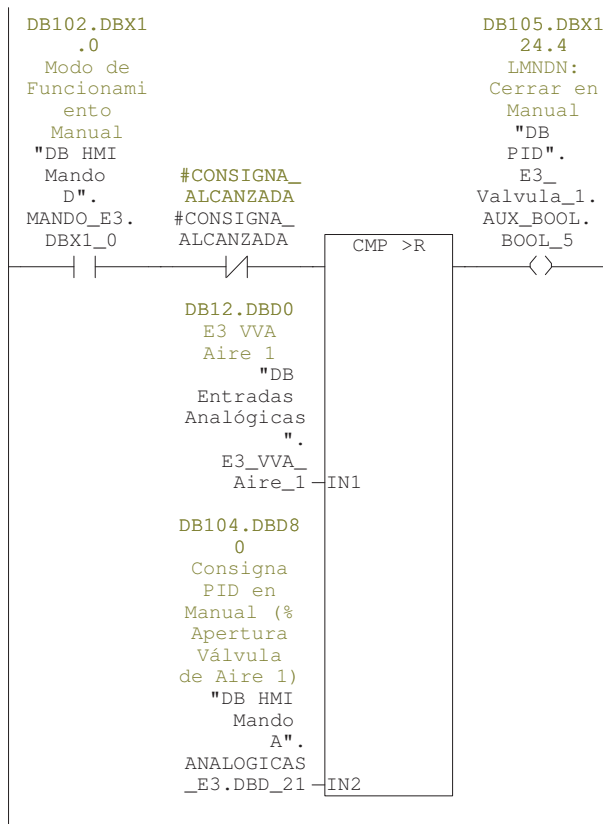 DB102.DBX1
.0
Modo de
Funcionami
ento
Manual
"DB HMI
Mando
D".
MANDO_E3.
DBX1_0
#CONSIGNA_
ALCANZADA
#CONSIGNA_
ALCANZADA
CMP >R
DB105.DBX1
24.4
LMNDN:
Cerrar en
Manual
"DB
PID".
E3_
Valvula_1.
AUX_BOOL.
BOOL_5
DB12.DBD0
E3 VVA
Aire 1
"DB
Entradas
Analógicas
".
E3_VVA_
Aire_1
IN1
DB104.DBD8
0
Consigna
PID en
Manual (%
Apertura
Válvula
de Aire 1)
"DB HMI
Mando
A".
ANALOGICAS
_E3.DBD_21
IN2